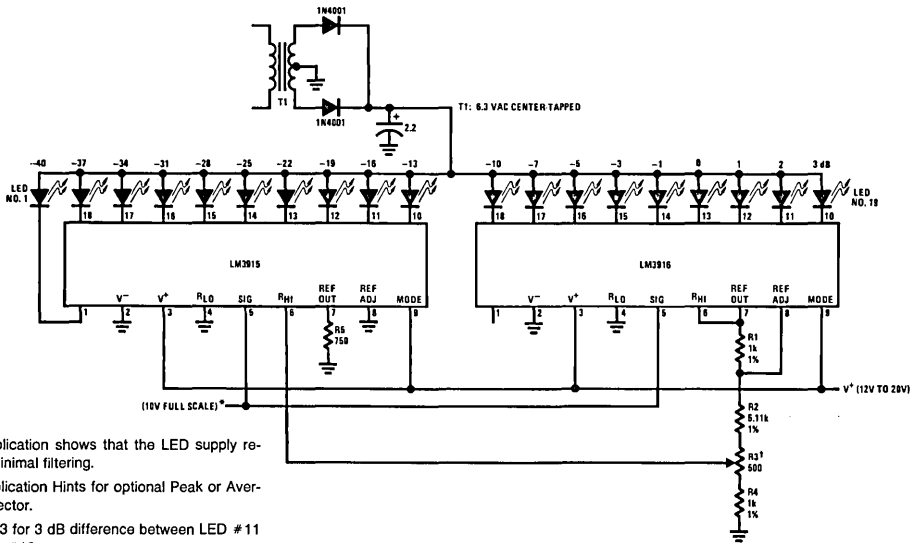 1N4001
T1
1N4001
T1: 6.3 VAC CENTER-TAPPED
+
2.2
-40 -37 -34 -31 -28 -25 -22 -19 -16 -13 -10 -7 -5 -3 -1 0 1 2 3 dB
LED
NO. 1
LED
NO. 19
18 17 16 15 14 13 12 11 10
18 17 16 15 14 13 12 11 10
LM3915
LM3916
V- V+ RLO SIG RHI REF OUT REF ADJ MODE
V- V+ RLO SIG RHI REF OUT REF ADJ MODE
1 2 3 4 5 6 7 8 9
1 2 3 4 5 6 7 8 9
R5
750
R1
1k
1%
V+ (12V TO 20V)
(10V FULL SCALE)*
R2
6.11k
1%
R3†
500
R4
1k
1%
plication shows that the LED supply re-
inimal filtering.
plication Hints for optional Peak or Aver-
ector.
3 for 3 dB difference between LED #11